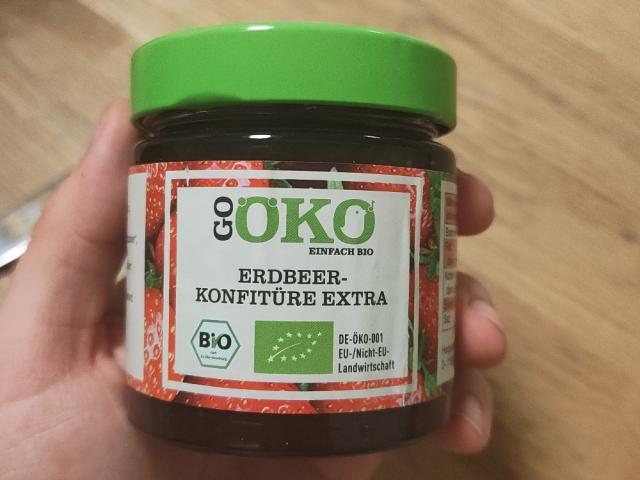 GO
ÖKO
EINFACH BIO
ERDBEER-
KONFITÜRE EXTRA
BiO
DE-ÖKO-001
EU-/Nicht-EU-
Landwirtschaft